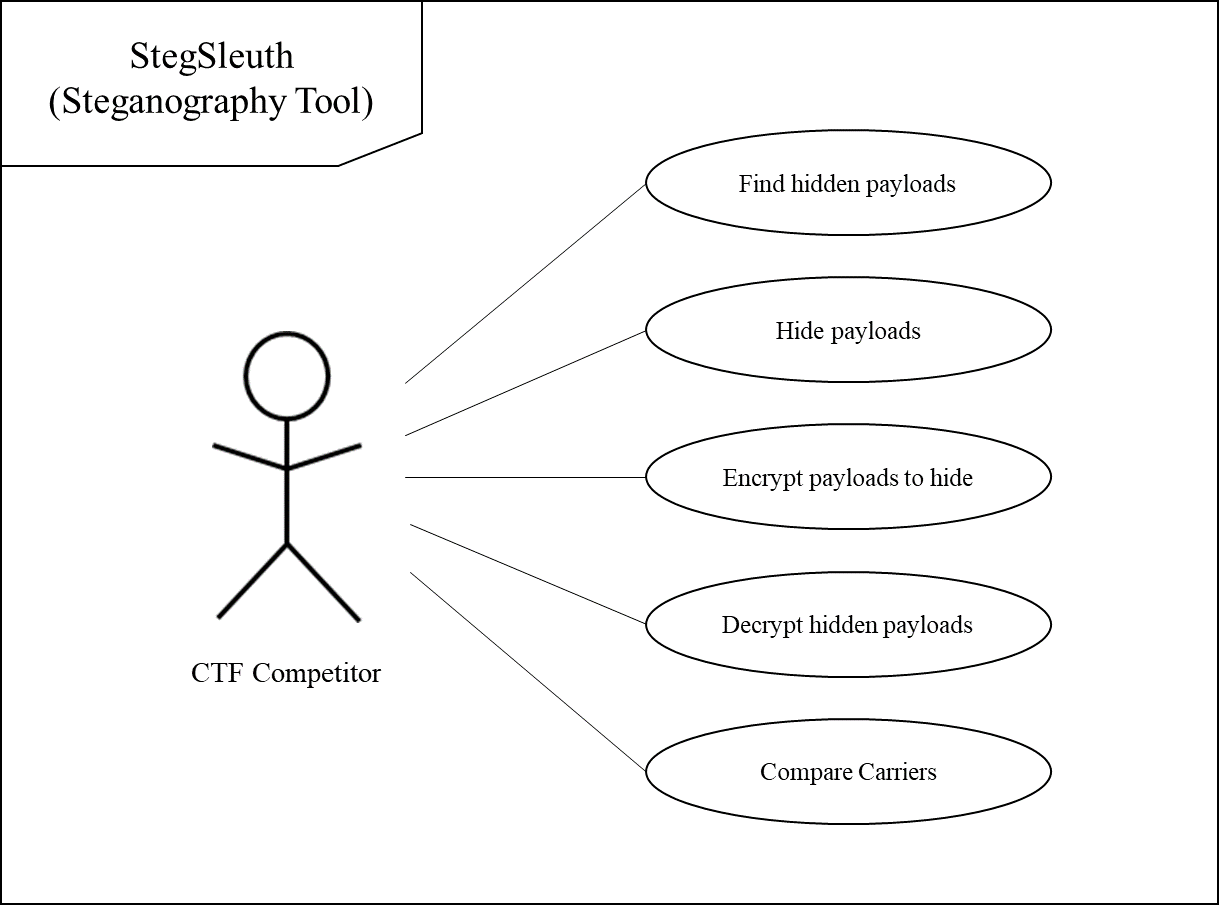 StegSleuth
(Steganography Tool)
Find hidden payloads
Hide payloads
Encrypt payloads to hide
Decrypt hidden payloads
CTF Competitor
Compare Carriers